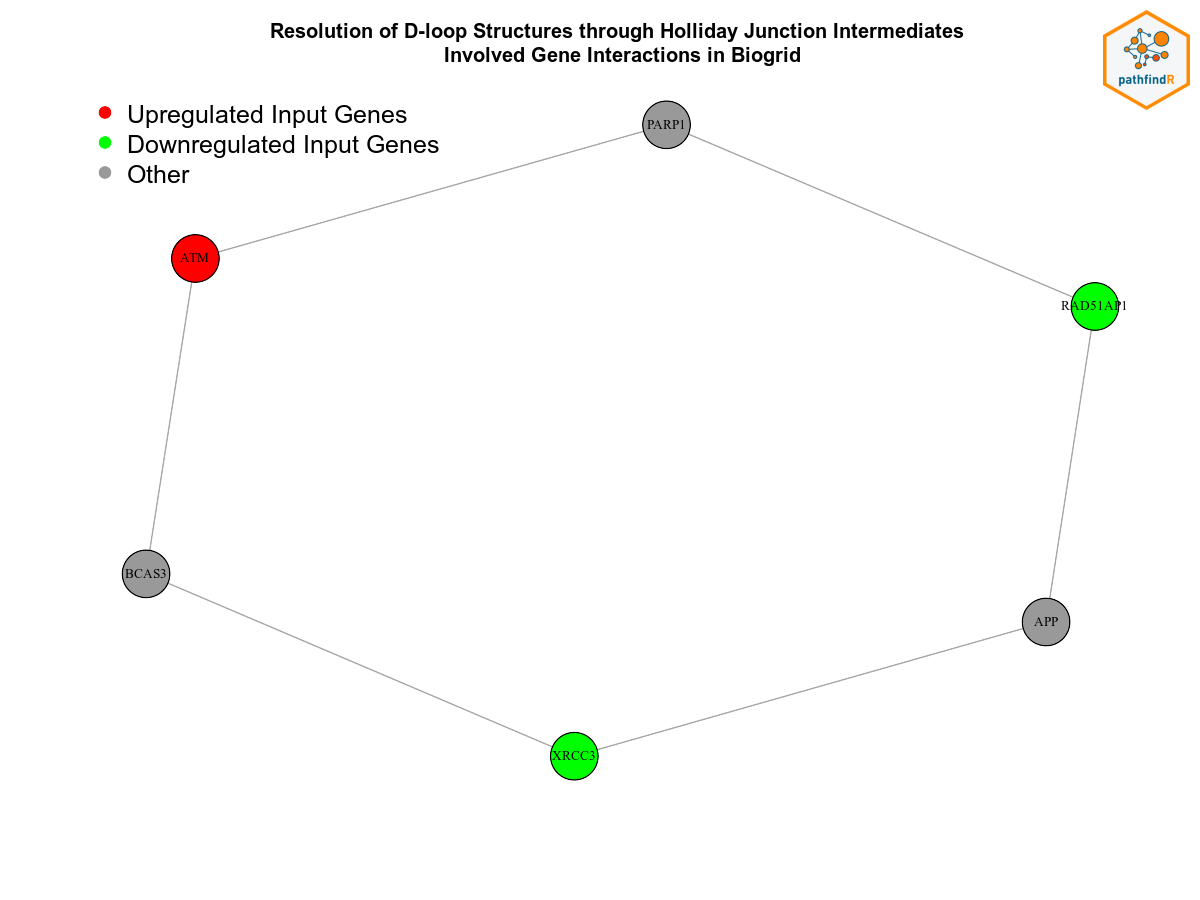 Resolution of D-loop Structures through Holliday Junction Intermediates
Involved Gene Interactions in Biogrid
pathfindR
Upregulated Input Genes
Downregulated Input Genes
Other
PARP1
ATM
RAD51AP1
BCAS3
APP
XRCC3